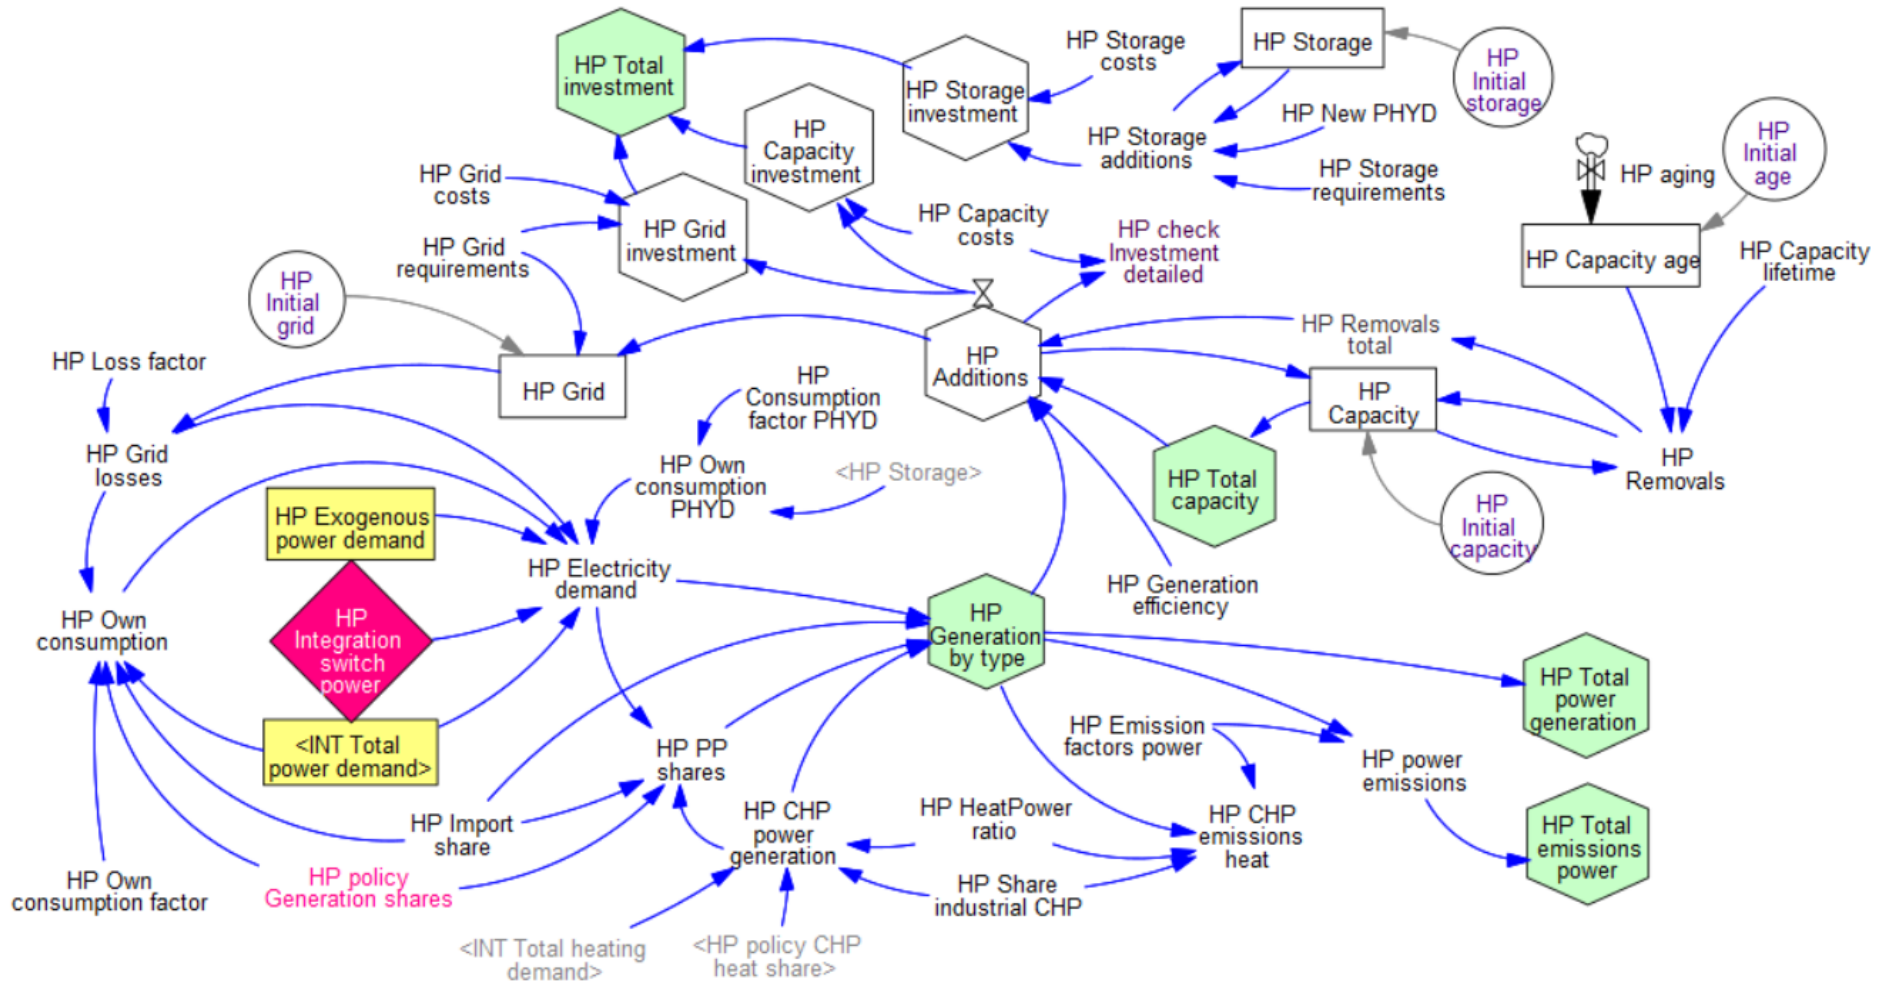 HP Total
investment
HP Storage
investment
HP Storage
costs
HP Storage
HP
Initial
storage
HP
Capacity
investment
HP Storage
additions
HP New PHYD
HP Storage
requirements
HP aging
HP
Initial
age
HP Grid
costs
HP Grid
requirements
HP Grid
investment
HP Capacity
costs
HP check
Investment
detailed
HP Capacity age
HP Capacity
lifetime
HP
Initial
grid
HP Loss factor
HP Grid
HP
Consumption
factor PHYD
HP
Additions
HP Removals
total
HP
Capacity
HP Grid
losses
HP Own
consumption
PHYD
<HP Storage>
HP Total
capacity
HP
Removals
HP
Initial
capacity
HP Exogenous
power demand
HP Electricity
demand
HP Generation
efficiency
HP Own
consumption
HP
Integration
switch
power
HP
Generation
by type
HP Total
power
generation
<INT Total
power demand>
HP PP
shares
HP Emission
factors power
HP power
emissions
HP Import
share
HP CHP
power
generation
HP HeatPower
ratio
HP CHP
emissions
heat
HP Total
emissions
power
HP Own
consumption factor
HP policy
Generation shares
HP Share
industrial CHP
<INT Total heating
demand>
<HP policy CHP
heat share>